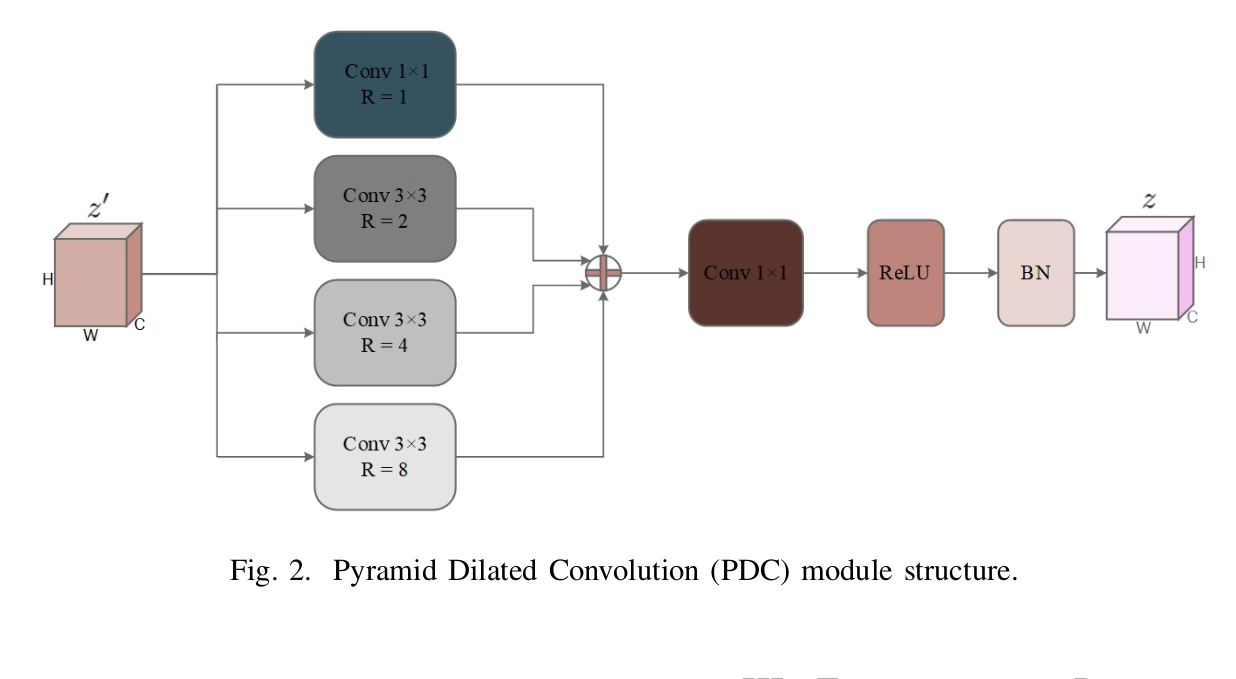 Conv 1×1
R = 1
Conv 3×3
R = 2
z′
H
W
C
Conv 3×3
R = 4
Conv 3×3
R = 8
Conv 1×1
ReLU
BN
z
H
W
C
Fig. 2. Pyramid Dilated Convolution (PDC) module structure.